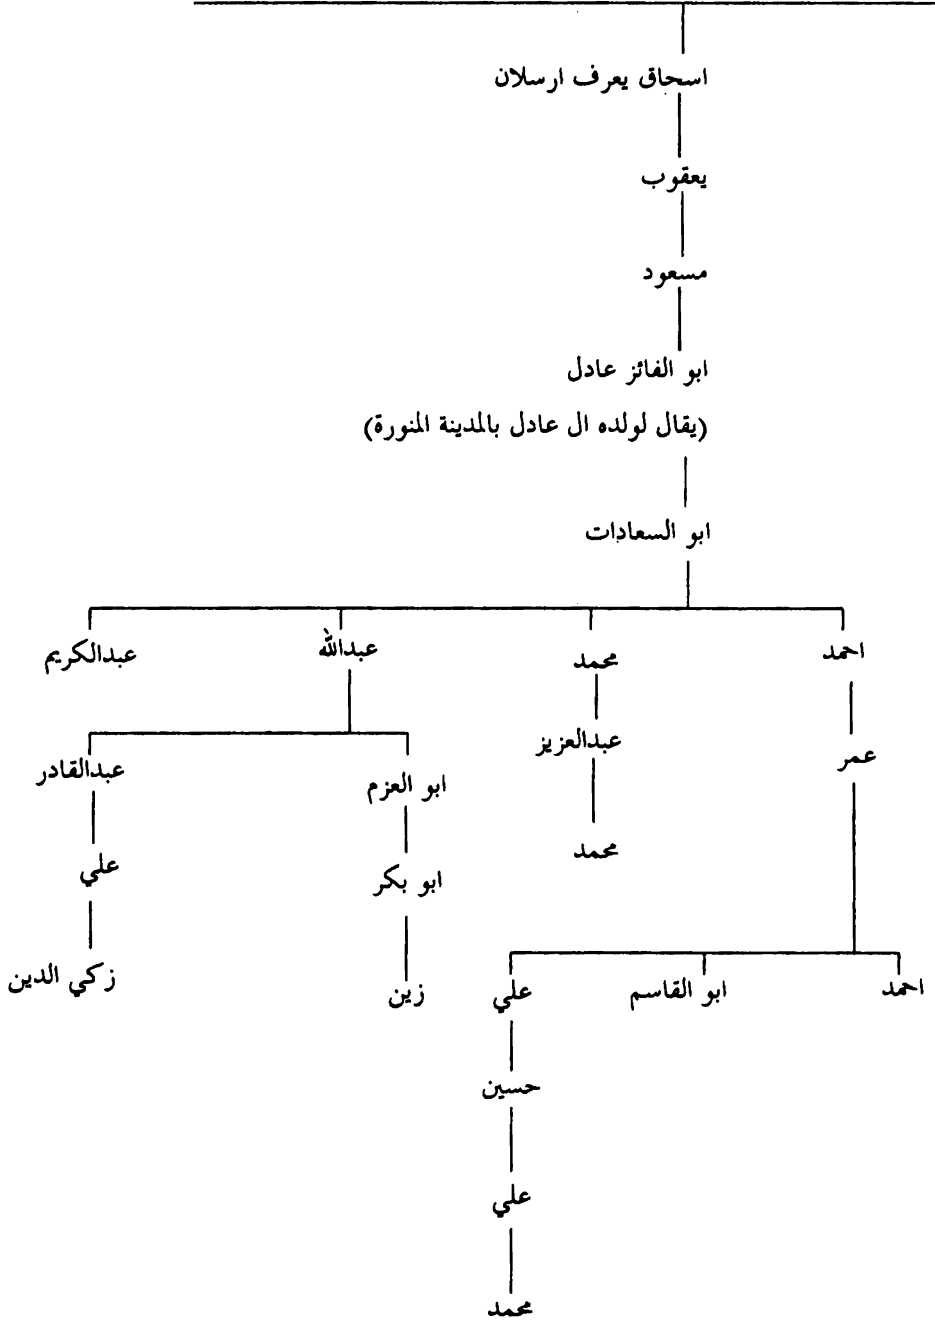 اسحاق يعرف ارسلان
يعقوب
مسعود
ابو الفائز عادل
(يقال لولده ال عادل بالمدينة المنورة)
ابو السعادات
احمد
محمد
عبدالله
عبدالكريم
عمر
عبدالعزيز
ابو العزم
عبدالقادر
محمد
ابو بكر
علي
احمد
ابو القاسم
علي
زين
زكي الدين
حسين
علي
محمد